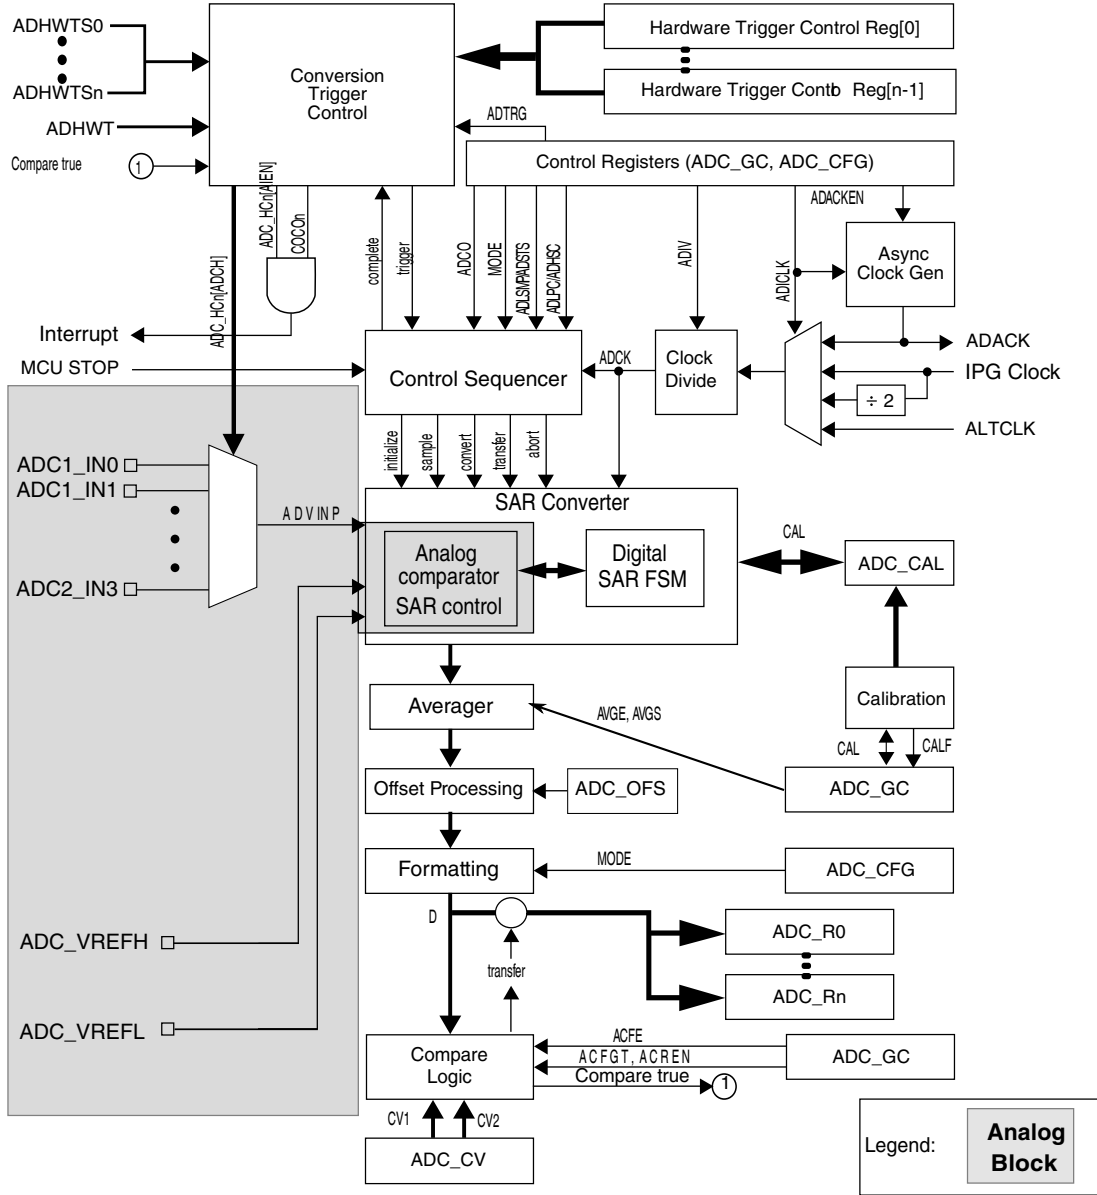 ADHWTS0
ADHWTSn
ADHWT
Compare true
1
Conversion
Trigger
Control
Hardware Trigger Control Reg[0]
Hardware Trigger Contb Reg[n-1]
ADTRG
Control Registers (ADC_GC, ADC_CFG)
ADC_HCn[ADCH]
ADC_HCn[AIEN]
COCOn
complete
trigger
ADCO
MODE
ADLSMP/ADSTS
ADLPC/ADHSC
ADIV
ADICLK
ADACKEN
Async
Clock Gen
Interrupt
MCU STOP
Control Sequencer
ADCK
Clock
Divide
÷ 2
ADACK
IPG Clock
ALTCLK
initialize
sample
convert
transfer
abort
ADC1_IN0
ADC1_IN1
ADC2_IN3
ADVINP
SAR Converter
Analog
comparator
SAR control
Digital
SAR FSM
CAL
ADC_CAL
Averager
AVGE, AVGS
Calibration
CAL
CALF
ADC_GC
Offset Processing
ADC_OFS
Formatting
MODE
ADC_CFG
D
transfer
ADC_R0
ADC_Rn
ADC_VREFH
ADC_VREFL
Compare
Logic
ACFE
ACFGT, ACREN
Compare true
1
ADC_GC
CV1
CV2
ADC_CV
Legend:
Analog
Block